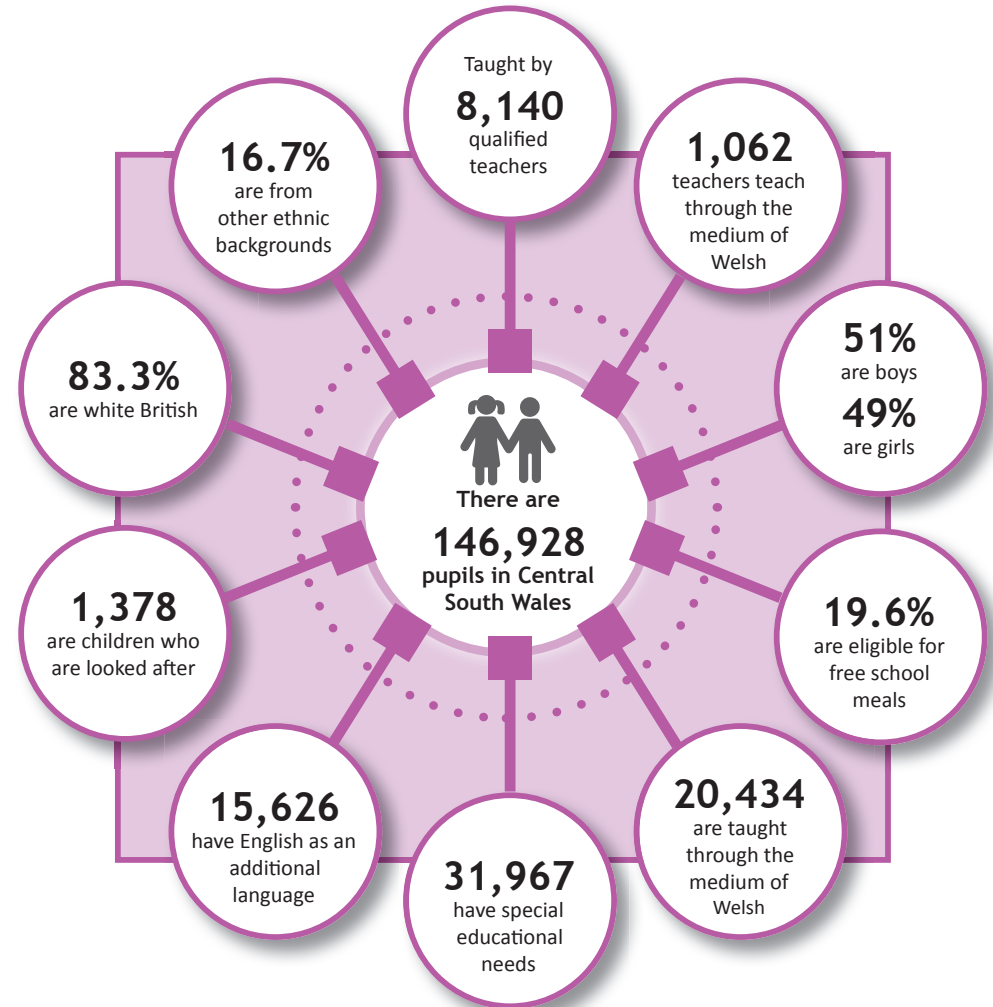 Taught by
8,140
qualified
teachers
1,062
teachers teach
through the
medium of
Welsh
51%
are boys
49%
are girls
19.6%
are eligible for
free school
meals
20,434
are taught
through the
medium of
Welsh
31,967
have special
educational
needs
15,626
have English as an
additional
language
1,378
are children who
are looked after
83.3%
are white British
16.7%
are from
other ethnic
backgrounds
There are
146,928
pupils in Central
South Wales